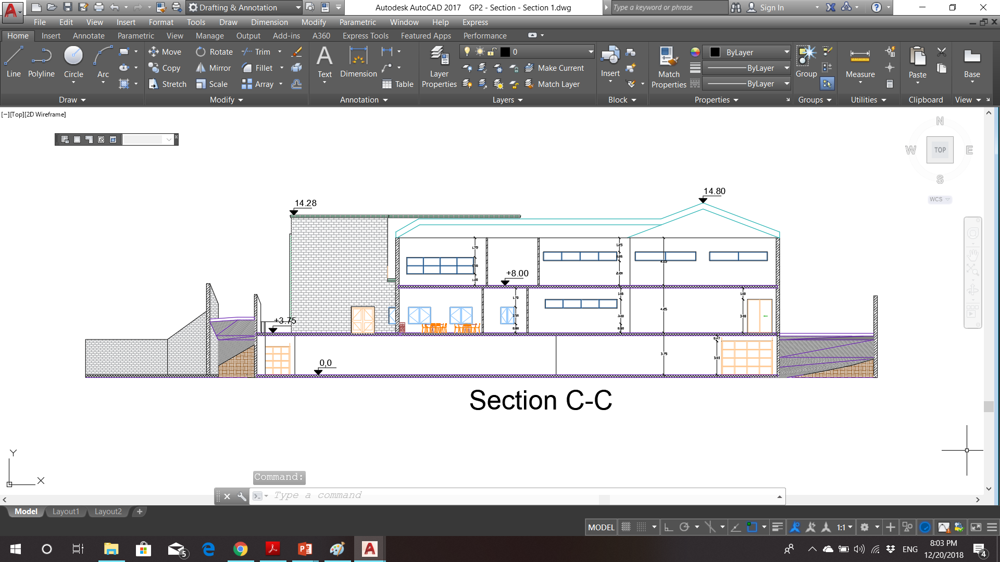 Drafting & Annotation
Autodesk AutoCAD 2017 GP2 - Section - Section 1.dwg
Type a keyword or phrase
Sign In
File Edit View Insert Format Tools Draw Dimension Modify Parametric Window Help Express
Home Insert Annotate Parametric View Manage Output Add-ins A360 Express Tools Featured Apps Performance
Line Polyline Circle Arc
Move Rotate Trim
Copy Mirror Fillet
Stretch Scale Array
Text Dimension Table
Layer Properties
0
Make Current
Match Layer
Insert
Match Properties
ByLayer
ByLayer
ByLayer
Group
Measure
Paste
Base
Draw Modify Annotation Layers Block Properties Groups Utilities Clipboard View
[−][Top][2D Wireframe]
N
W TOP E
S
WCS
14.80
14.28
+8.00
+3.75
0,0
Section C-C
Y
X
Command:
Type a command
Model Layout1 Layout2 +
MODEL
1:1
5
ENG
8:03 PM
12/20/2018
4